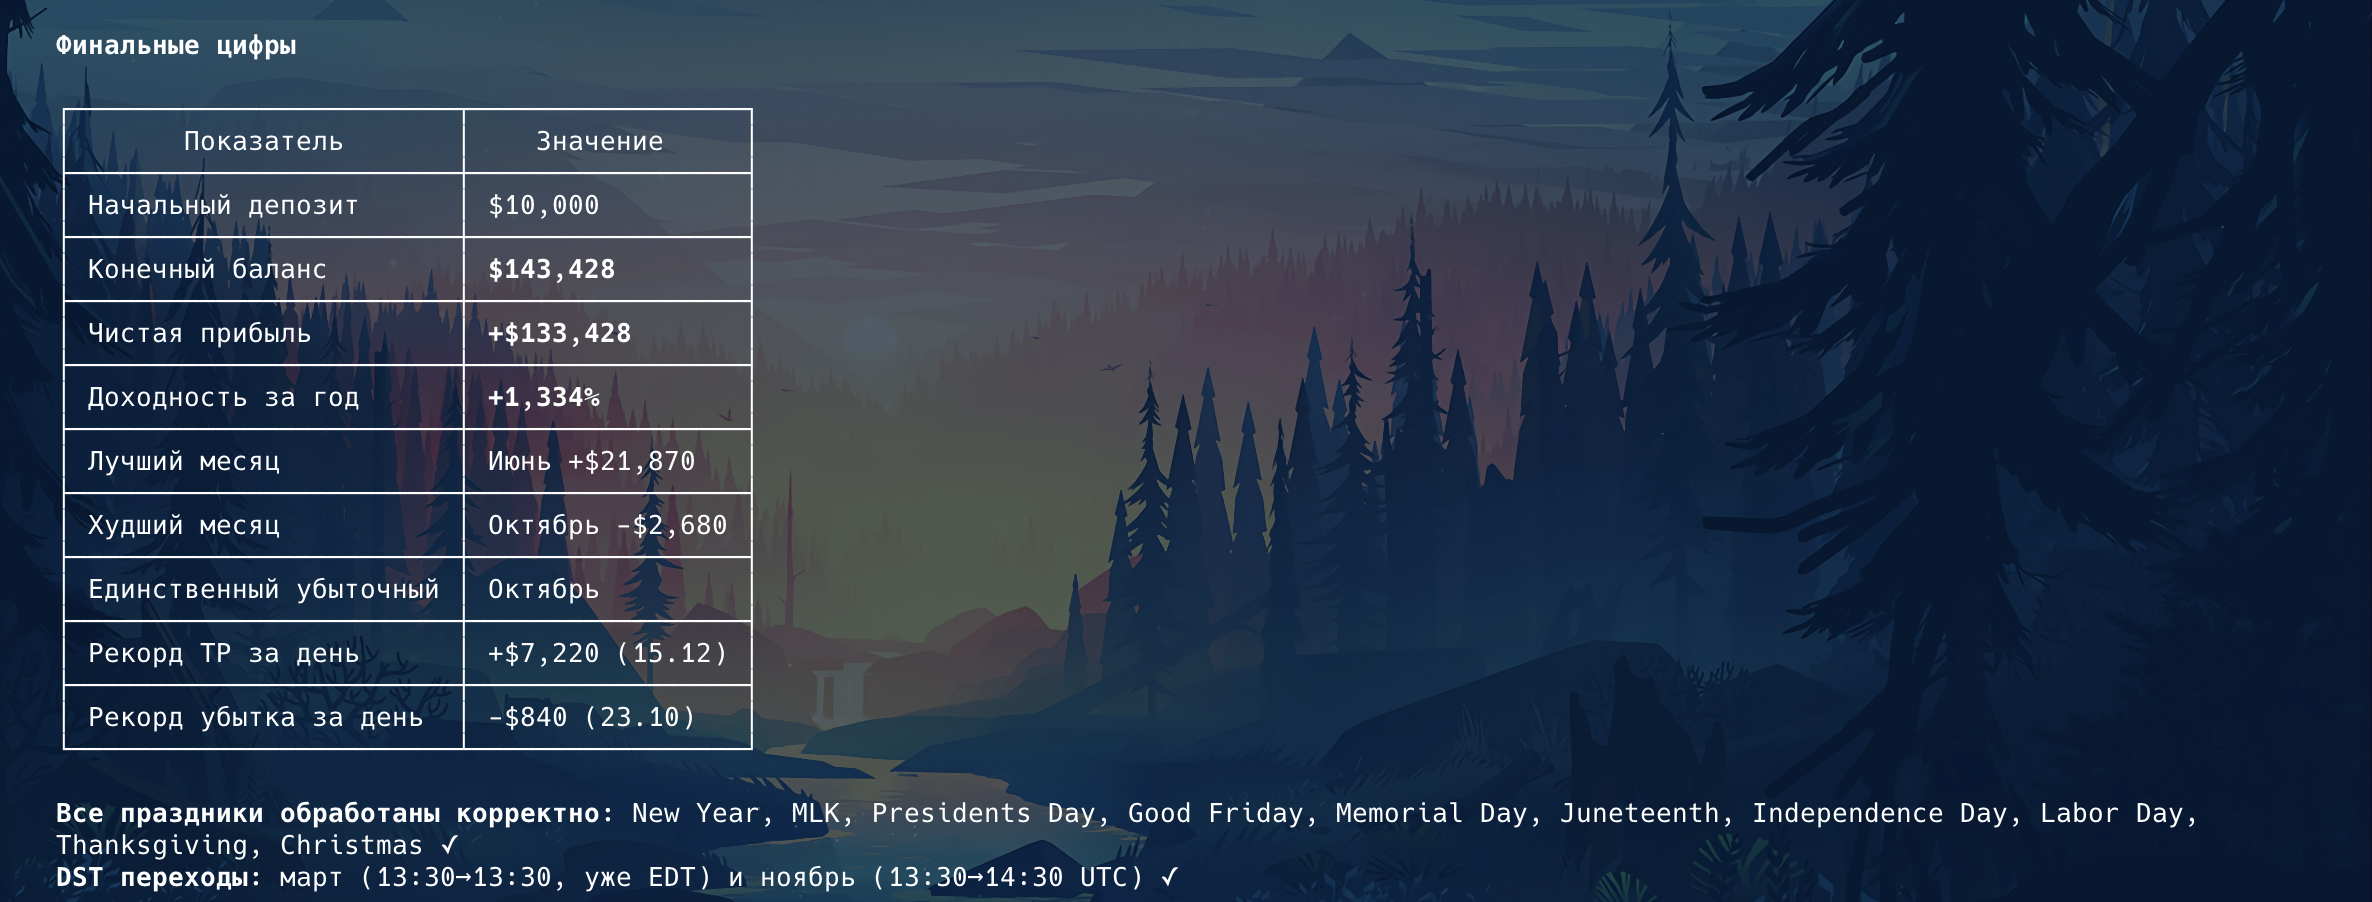 Финальные цифры
Показатель Значение
Начальный депозит $10,000
Конечный баланс $143,428
Чистая прибыль +$133,428
Доходность за год +1,334%
Лучший месяц Июнь +$21,870
Худший месяц Октябрь -$2,680
Единственный убыточный Октябрь
Рекорд TP за день +$7,220 (15.12)
Рекорд убытка за день -$840 (23.10)
Все праздники обработаны корректно: New Year, MLK, Presidents Day, Good Friday, Memorial Day, Juneteenth, Independence Day, Labor Day,
Thanksgiving, Christmas ✓
DST переходы: март (13:30→13:30, уже EDT) и ноябрь (13:30→14:30 UTC) ✓